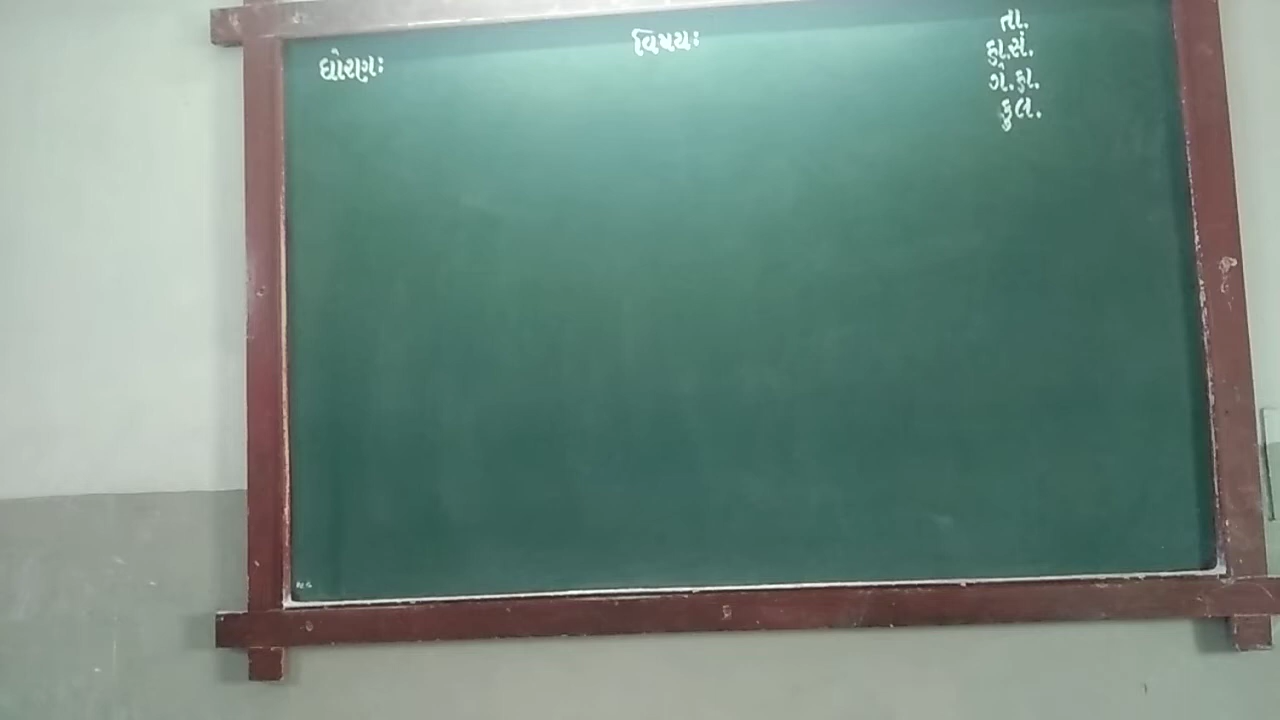 ધોરણઃ
વિષયઃ
તા.
હા.સં.
ગે.હા.
કુલ.